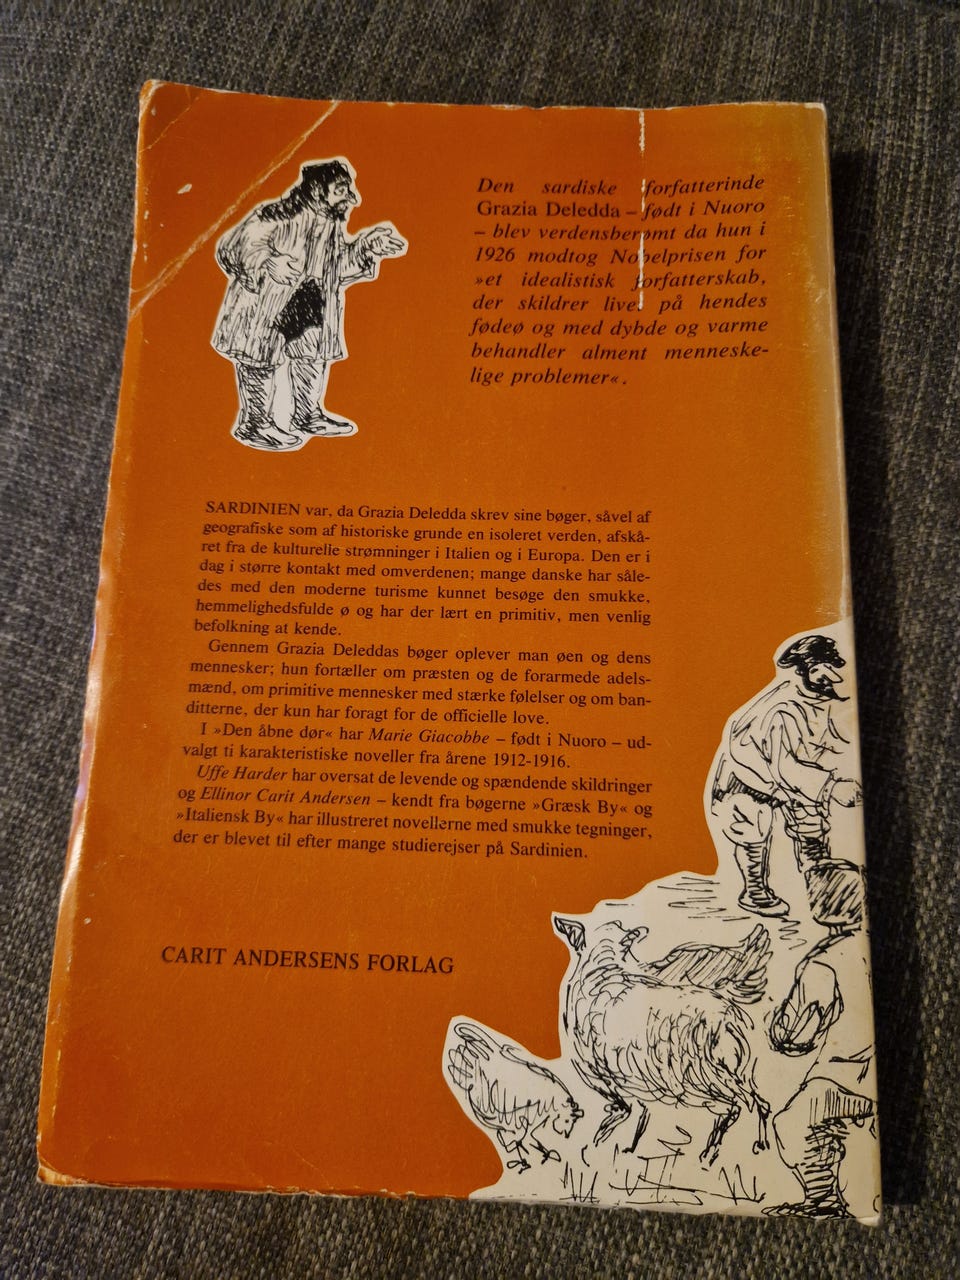 Den sardiske forfatterinde
Grazia Deledda – født i Nuoro
– blev verdensberømt da hun i
1926 modtog Nobelprisen for
»et idealistisk forfatterskab,
der skildrer livet på hendes
fødeø og med dybde og varme
behandler alment menneske-
lige problemer«.
SARDINIEN var, da Grazia Deledda skrev sine bøger, såvel af
geografiske som af historiske grunde en isoleret verden, afskå-
ret fra de kulturelle strømninger i Italien og i Europa. Den er i
dag i større kontakt med omverdenen; mange danske har såle-
des med den moderne turisme kunnet besøge den smukke,
hemmelighedsfulde ø og har der lært en primitiv, men venlig
befolkning at kende.
Gennem Grazia Deleddas bøger oplever man øen og dens
mennesker; hun fortæller om præsten og de forarmede adels-
mænd, om primitive mennesker med stærke følelser og om ban-
ditterne, der kun har foragt for de officielle love.
I »Den åbne dør« har Marie Giacobbe – født i Nuoro – ud-
valgt ti karakteristiske noveller fra årene 1912-1916.
Uffe Harder har oversat de levende og spændende skildringer
og Ellinor Carit Andersen – kendt fra bøgerne »Græsk By« og
»Italiensk By« har illustreret novellerne med smukke tegninger,
der er blevet til efter mange studierejser på Sardinien.
CARIT ANDERSENS FORLAG